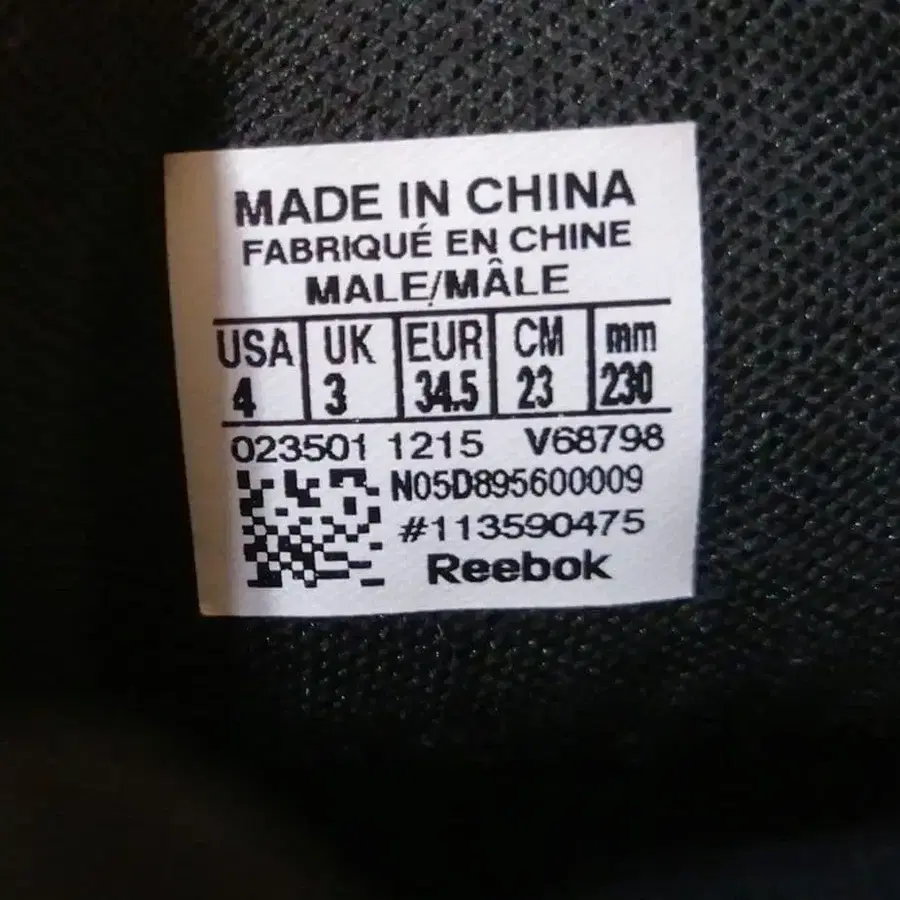 MADE IN CHINA
FABRIQUÉ EN CHINE
MALE/MÂLE
USA UK EUR CM mm
4 3 34.5 23 230
023501 1215 V68798
N05D895600009
#113590475
Reebok